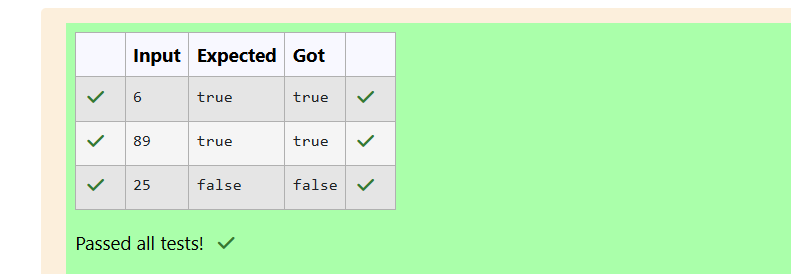 Input Expected Got
6 true true
89 true true
25 false false
Passed all tests!